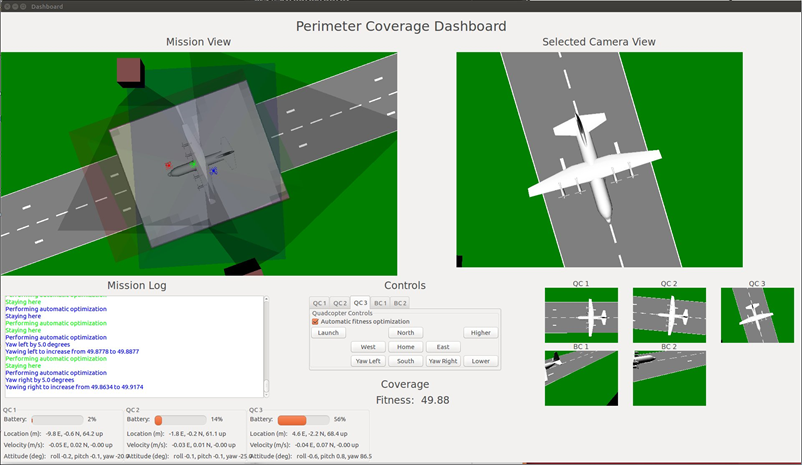 Dashboard
Perimeter Coverage Dashboard
Mission View
Selected Camera View
Mission Log
Performing automatic optimization
Staying here
Performing automatic optimization
Staying here
Performing automatic optimization
Staying here
Performing automatic optimization
Yaw left by 5.0 degrees
Yawing left to increase from 49.8778 to 49.8877
Performing automatic optimization
Staying here
Performing automatic optimization
Yaw right by 5.0 degrees
Yawing right to increase from 49.8634 to 49.9174
Controls
QC 1 QC 2 QC 3 BC 1 BC 2
Quadcopter Controls
Automatic fitness optimization
Launch North Higher
West Home East
Yaw Left South Yaw Right Lower
Coverage
Fitness: 49.88
QC 1 QC 2 QC 3
BC 1 BC 2
QC 1
Battery: 2%
Location (m): -9.8 E, -0.6 N, 64.2 up
Velocity (m/s): -0.05 E, 0.02 N, -0.00 up
Attitude (deg): roll -0.2, pitch -0.1, yaw -20.0
QC 2
Battery: 14%
Location (m): -1.8 E, -0.2 N, 61.1 up
Velocity (m/s): -0.03 E, 0.01 N, -0.00 up
Attitude (deg): roll -0.1, pitch -0.1, yaw -25.0
QC 3
Battery: 56%
Location (m): 4.6 E, -2.2 N, 68.4 up
Velocity (m/s): -0.04 E, 0.07 N, -0.00 up
Attitude (deg): roll -0.6, pitch 0.8, yaw 86.5